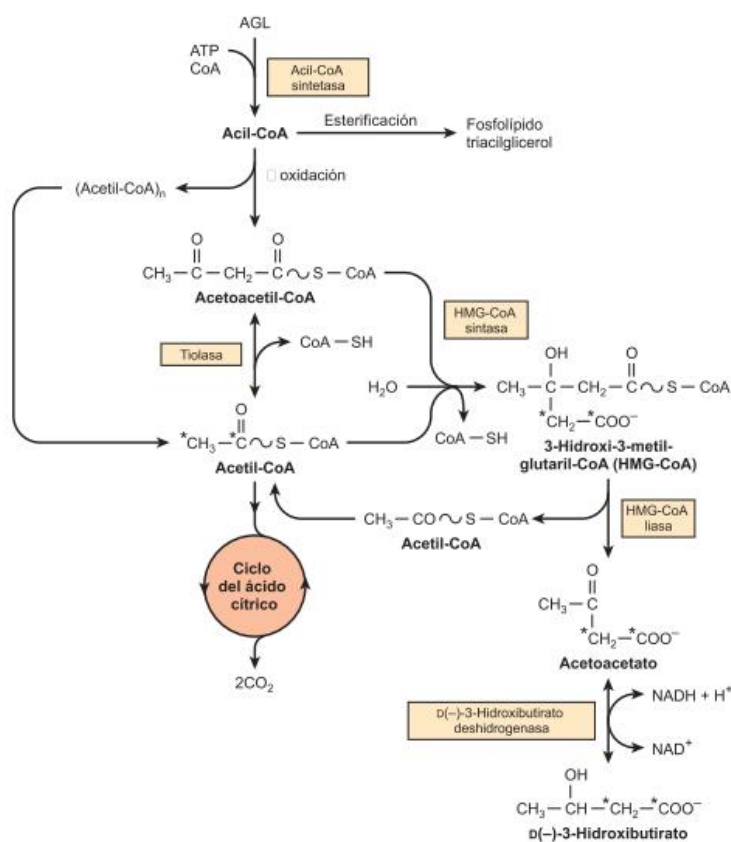 AGL
ATP
CoA
Acil-CoA
sintetasa
Acil-CoA
Esterificación
Fosfolípido
triacilglicerol
oxidación
(Acetil-CoA)n
O O
CH₃ — C — CH₂ — C ~ S — CoA
Acetoacetil-CoA
HMG-CoA
sintasa
Tiolasa
CoA — SH
OH O
H₂O
CH₃ — C — CH₂ — C ~ S — CoA
*CH₂ — *COO⁻
O
*CH₃ — *C ~ S — CoA
CoA — SH
Acetil-CoA
3-Hidroxi-3-metil-
glutaril-CoA (HMG-CoA)
HMG-CoA
liasa
CH₃ — CO ~ S — CoA
Acetil-CoA
Ciclo
del ácido
cítrico
O
CH₃ — C
*CH₂ — *COO⁻
Acetoacetato
2CO₂
D(–)-3-Hidroxibutirato
deshidrogenasa
NADH + H⁺
NAD⁺
OH
CH₃ — CH — *CH₂ — *COO⁻
D(–)-3-Hidroxibutirato